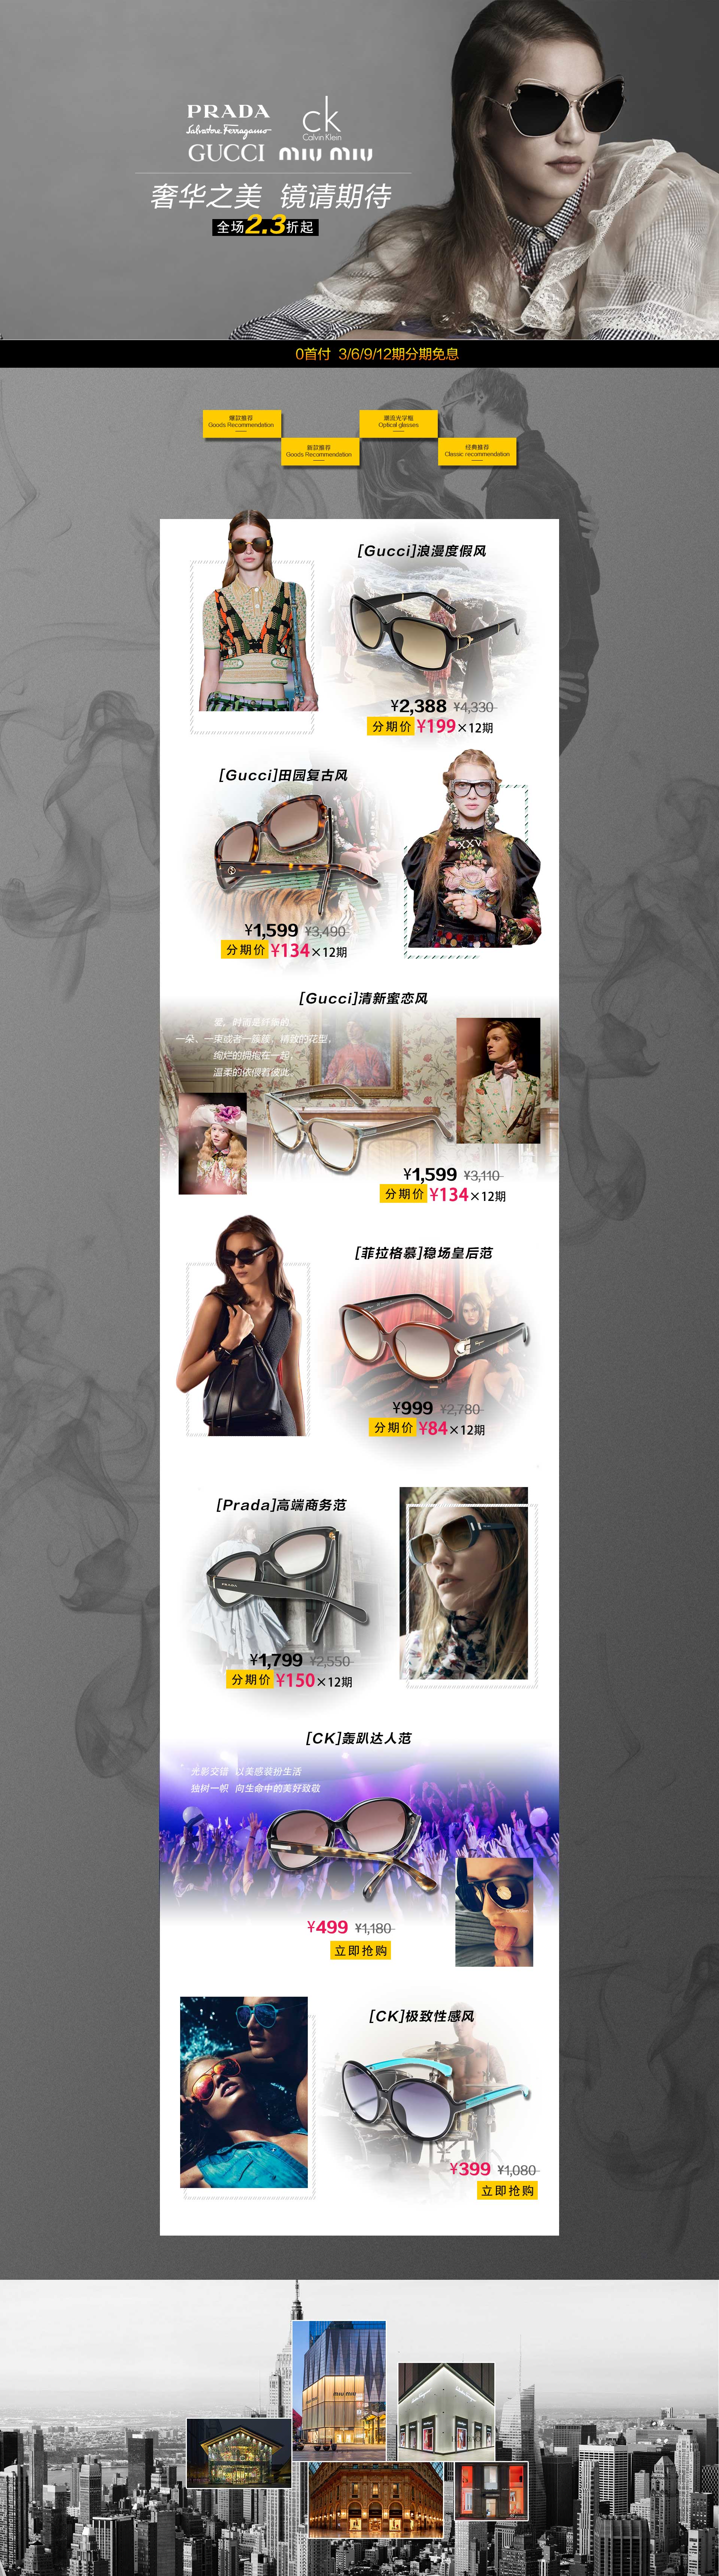 PRADA
Salvatore Ferragamo
GUCCI
ck
Calvin Klein
miu miu
奢华之美 镜请期待
全场2.3折起
0首付 3/6/9/12期分期免息
爆款推荐
Goods Recommendation
新款推荐
Goods Recommendation
潮流光学框
Optical glasses
经典推荐
Classic recommendation
[Gucci]浪漫度假风
¥2,388 ¥4,330
分期价 ¥199×12期
[Gucci]田园复古风
¥1,599 ¥3,490
分期价 ¥134×12期
[Gucci]清新蜜恋风
爱，时尚是纤细的
一朵、一束或者一簇簇，精致的花型，
绚烂的拥抱在一起，
温柔的依偎着彼此。
¥1,599 ¥3,110
分期价 ¥134×12期
[菲拉格慕]稳场皇后范
¥999 ¥2,780
分期价 ¥84×12期
[Prada]高端商务范
PRADA
¥1,799 ¥2,550
分期价 ¥150×12期
[CK]轰趴达人范
光影交错 以美感装扮生活
独树一帜 向生命中的美好致敬
¥499 ¥1,180
立即抢购
[CK]极致性感风
¥399 ¥1,080
立即抢购
miu miu